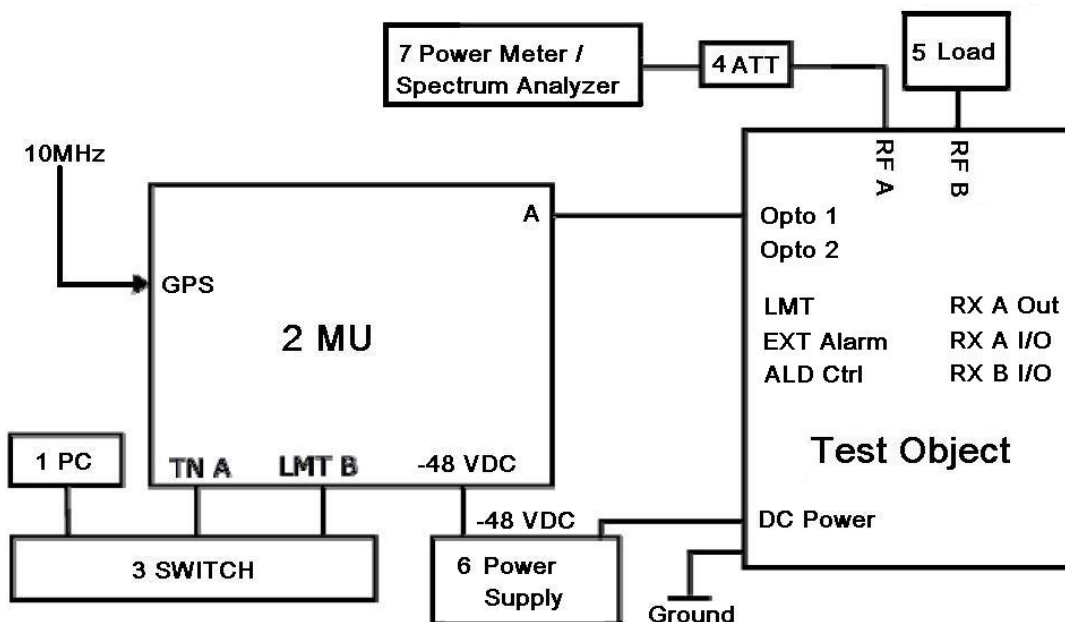 7 Power Meter /
Spectrum Analyzer
4 ATT
5 Load
10MHz
RF A
RF B
A
Opto 1
Opto 2
GPS
2 MU
LMT
RX A Out
EXT Alarm
RX A I/O
ALD Ctrl
RX B I/O
Test Object
1 PC
TN A
LMT B
-48 VDC
-48 VDC
DC Power
3 SWITCH
6 Power
Supply
Ground